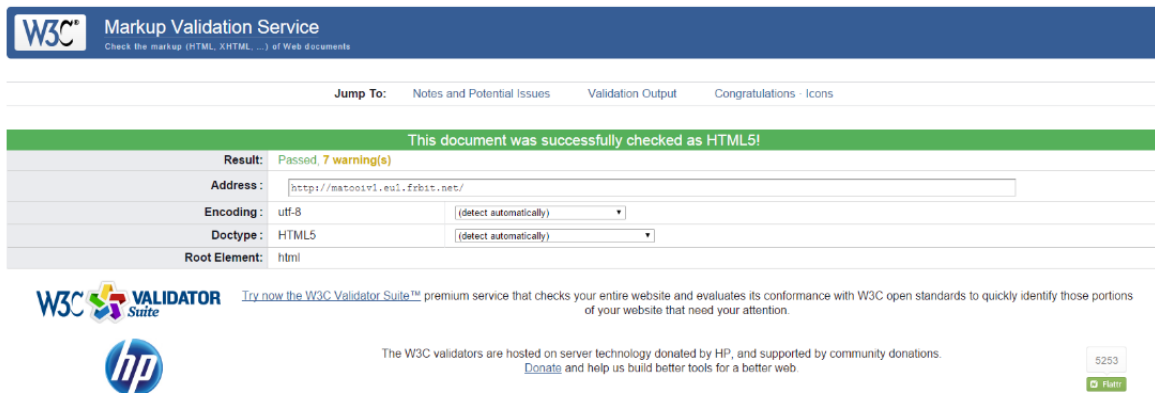 W3C®
Markup Validation Service
Check the markup (HTML, XHTML, ...) of Web documents
Jump To: Notes and Potential Issues Validation Output Congratulations · Icons
This document was successfully checked as HTML5!
Result: Passed, 7 warning(s)
Address : http://matooiv1.eu1.frbit.net/
Encoding : utf-8 (detect automatically)
Doctype : HTML5 (detect automatically)
Root Element: html
W3C VALIDATOR Suite
Try now the W3C Validator Suite™ premium service that checks your entire website and evaluates its conformance with W3C open standards to quickly identify those portions
of your website that need your attention.
hp
The W3C validators are hosted on server technology donated by HP, and supported by community donations.
Donate and help us build better tools for a better web.
5253
Flattr